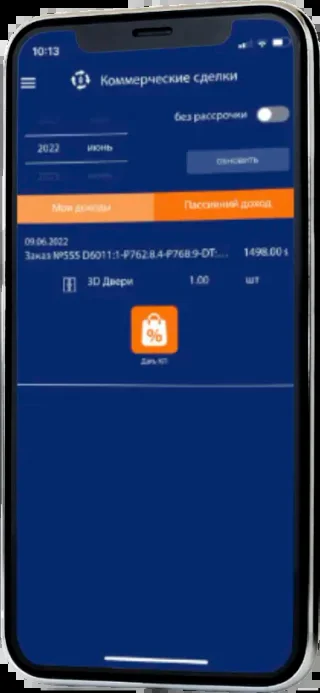 10:13
Коммерческие сделки
без рассрочки
2022 июнь
ОБНОВИТЬ
Мои доходы Пассивный доход
09.06.2022
Заказ №555 D6011:1-P762:8.4-P768:9-DT:... 1498.00 s
3D Двери 1.00 шт
%
Дать КП